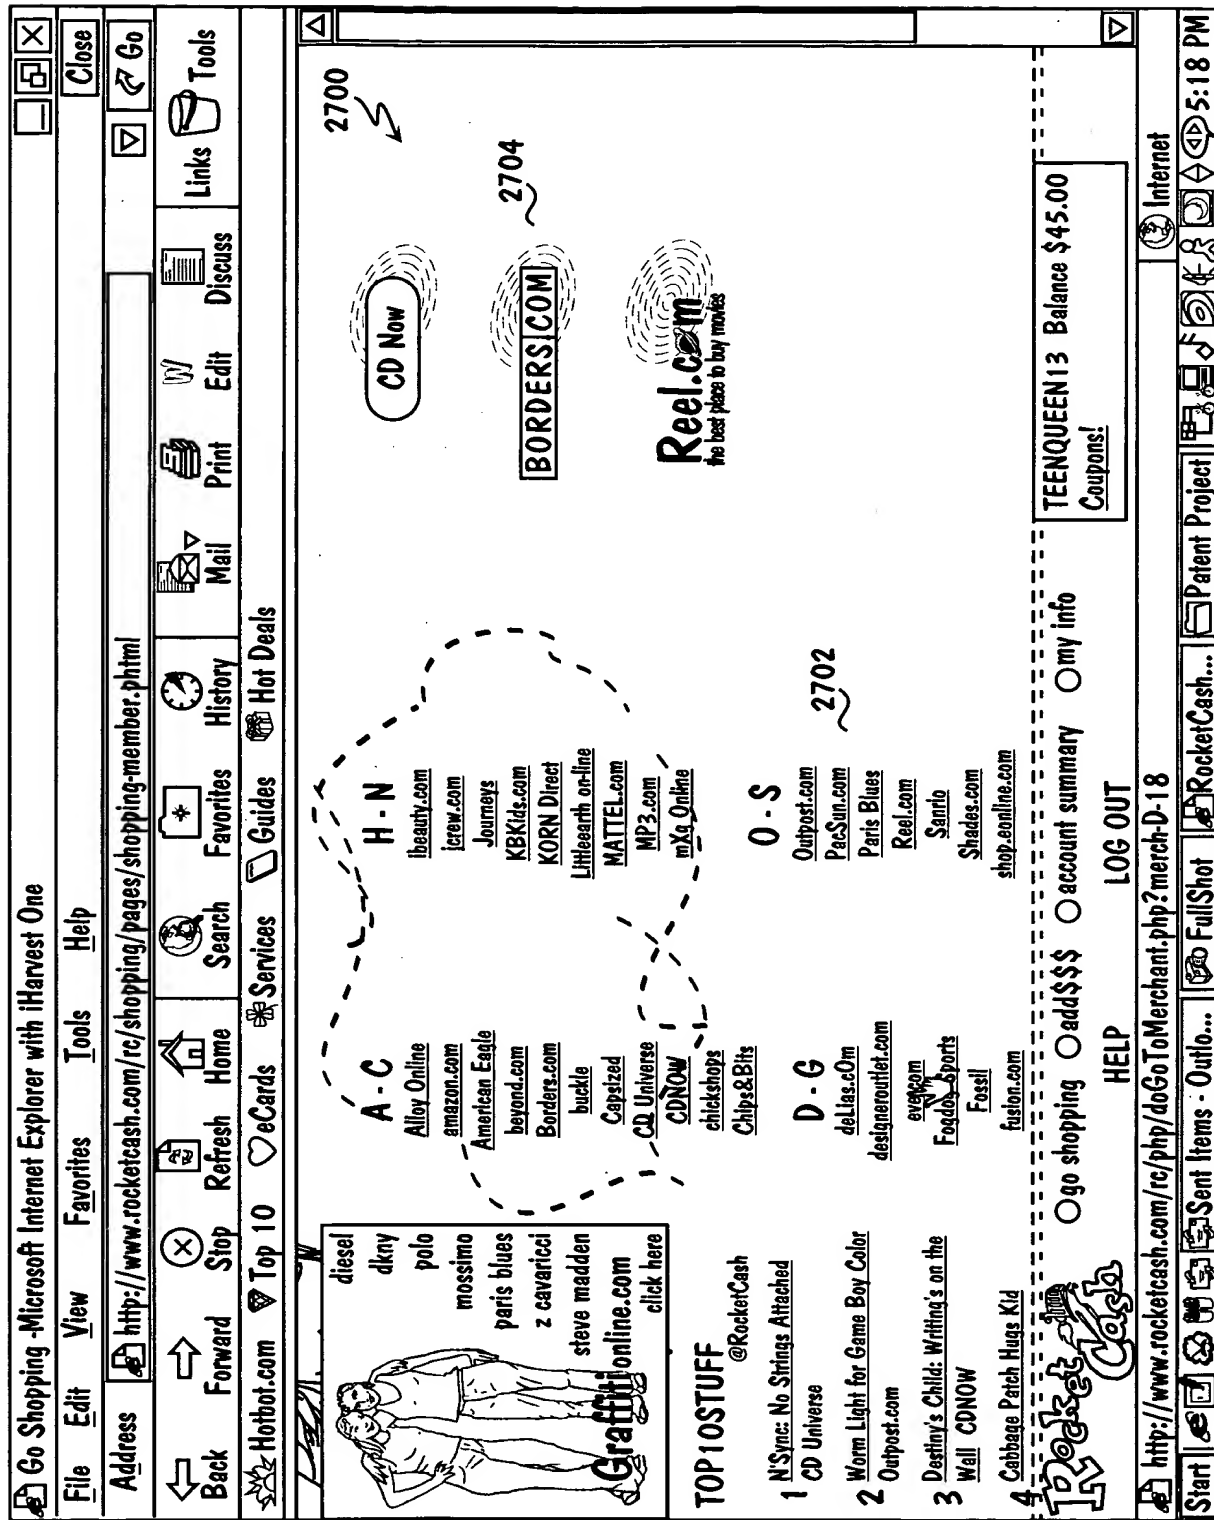 Go Shopping -Microsoft Internet Explorer with iHarvest One
File Edit View Favorites Tools Help Close
Address http://www.rocketcash.com/rc/shopping/pages/shopping-member.phtml Go
Back Forward Stop Refresh Home Search Favorites History Mail Print Edit Discuss Links Tools
Hotbot.com Top 10 eCards Services Guides Hot Deals
2700
diesel
dkny
polo
mossimo
paris blues
z cavaricci
steve madden
Graffitionline.com
click here
TOP10STUFF
@RocketCash
1 N'Sync: No Strings Attached
CD Universe
2 Worm Light for Game Boy Color
Outpost.com
3 Destiny's Child: Writing's on the
Wall CDNOW
4 Cabbage Patch Hugs Kid
A - C
Alloy Online
amazon.com
American Eagle
beyond.com
Borders.com
buckle
Capsized
CD Universe
CDNOW
chickshops
Chips&Bits
D - G
deLias.cOm
designeroutlet.com
Fogdog Sports
Fossil
fusion.com
H - N
ibeauty.com
jcrew.com
Journeys
KBKids.com
KORN Direct
Littleearth on-line
MATTEL.com
MP3.com
mXg Online
O - S
2702
Outpost.com
PacSun.com
Paris Blues
Reel.com
Sanrio
Shades.com
shop.eonline.com
CD Now
2704
BORDERS COM
Reel.com
the best place to buy movies
Rocket Cash
go shopping add$$$ account summary my info
HELP LOG OUT
TEENQUEEN13 Balance $45.00
Coupons!
http://www.rocketcash.com/rc/php/doGoToMerchant.php?merch-D-18 Internet
Start Sent Items - Outlo... FullShot RocketCash... Patent Project 5:18 PM